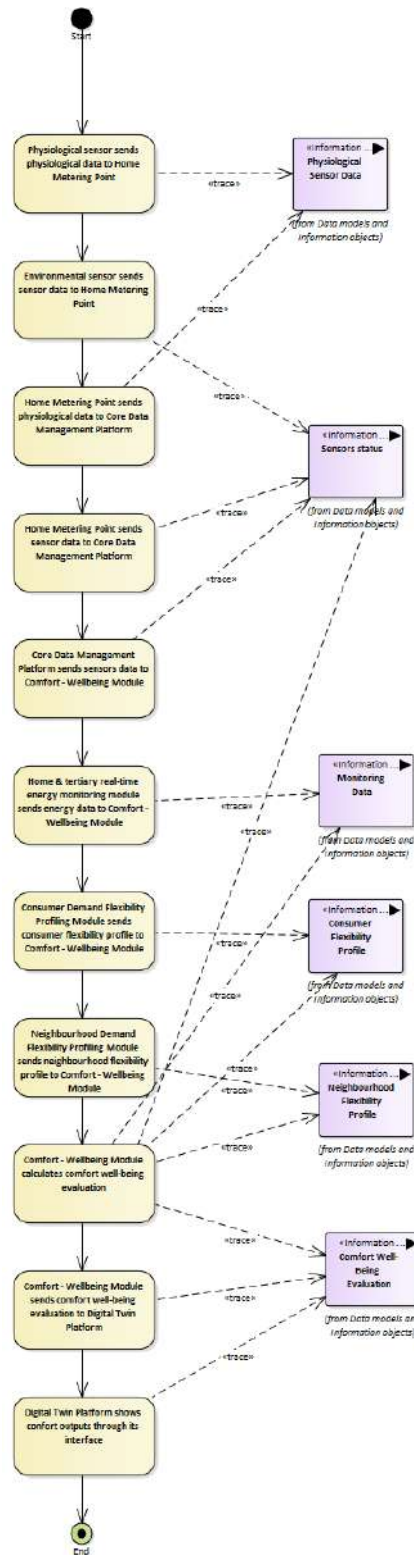 Start
Physiological sensor sends
physiological data to Home
Metering Point
«trace»
«Information ...
Physiological
Sensor Data
(from Data models and
Information objects)
Environmental sensor sends
sensor data to Home Metering
Point
«trace»
«trace»
Home Metering Point sends
physiological data to Core Data
Management Platform
«Information ...
Sensors status
(from Data models and
Information objects)
«trace»
Home Metering Point sends
sensor data to Core Data
Management Platform
«trace»
Core Data Management
Platform sends sensors data to
Comfort - Wellbeing Module
Home & tertiary real-time
energy monitoring module
sends energy data to Comfort -
Wellbeing Module
«trace»
«Information ...
Monitoring
Data
(from Data models and
Information objects)
«trace»
Consumer Demand Flexibility
Profiling Module sends
consumer flexibility profile to
Comfort - Wellbeing Module
«trace»
«Information ...
Consumer
Flexibility
Profile
(from Data models and
Information objects)
«trace»
Neighbourhood Demand
Flexibility Profiling Module
sends neighbourhood flexibility
profile to Comfort - Wellbeing
Module
«trace»
«trace»
«Information ...
Neighbourhood
Flexibility
Profile
(from Data models and
Information objects)
Comfort - Wellbeing Module
calculates comfort well-being
evaluation
«trace»
«trace»
«Information ...
Comfort Well-
Being
Evaluation
(from Data models and
Information objects)
Comfort - Wellbeing Module
sends comfort well-being
evaluation to Digital Twin
Platform
«trace»
«trace»
Digital Twin Platform shows
confort outputs through its
interface
End